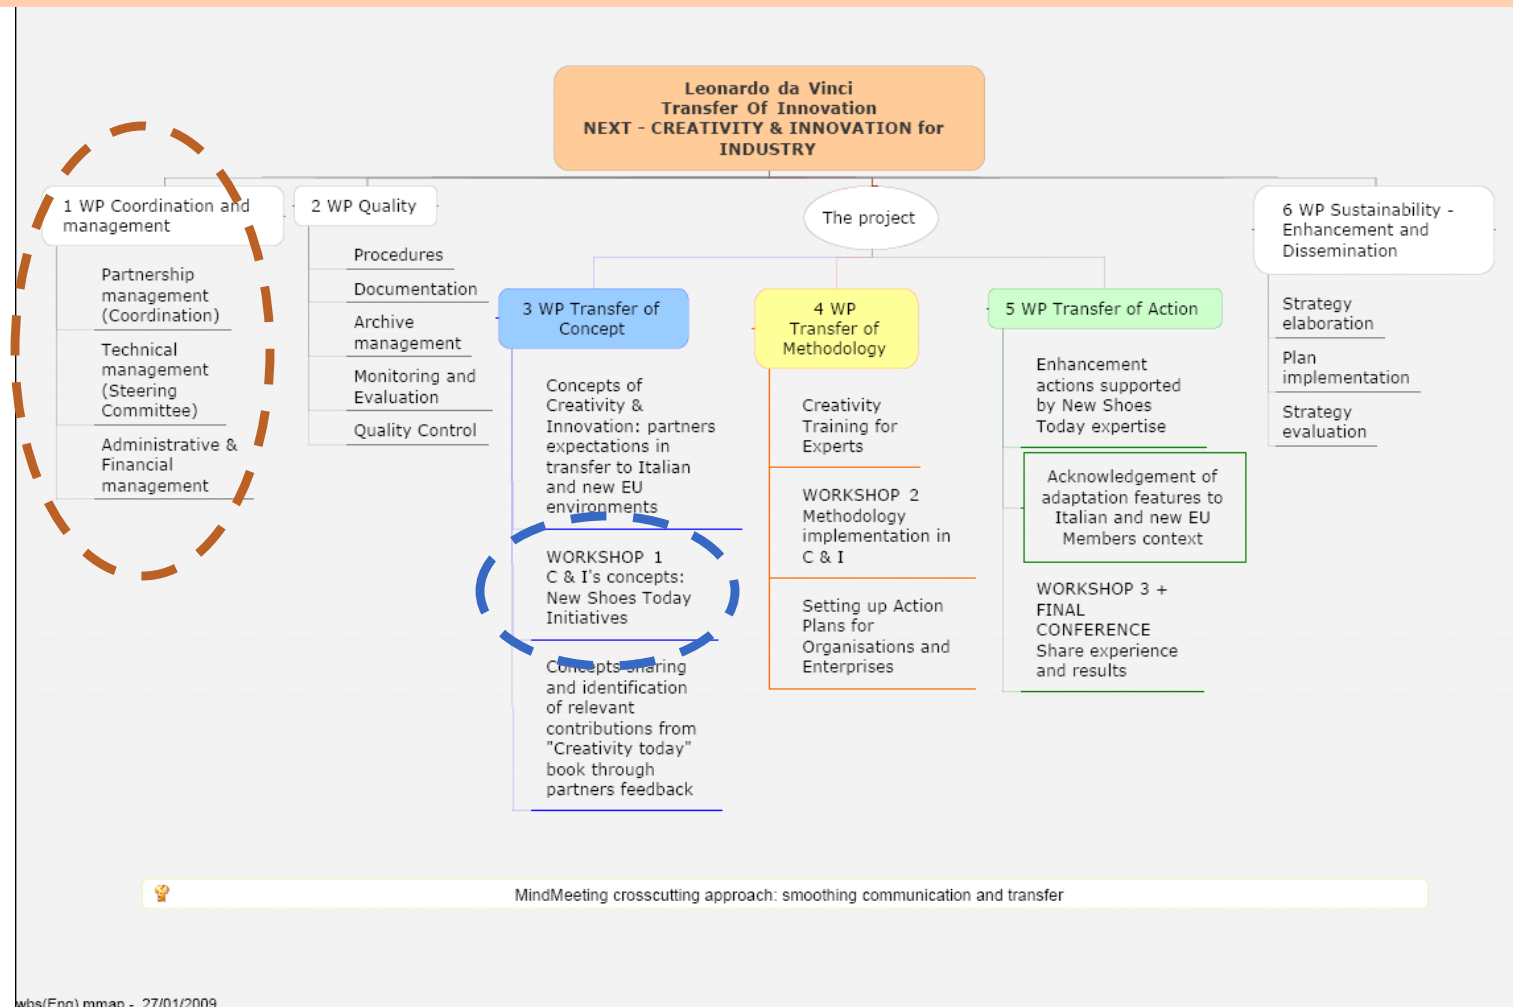 Leonardo da Vinci
Transfer Of Innovation
NEXT - CREATIVITY & INNOVATION for
INDUSTRY
1 WP Coordination and
management
Partnership
management
(Coordination)
Technical
management
(Steering
Committee)
Administrative &
Financial
management
2 WP Quality
Procedures
Documentation
Archive
management
Monitoring and
Evaluation
Quality Control
The project
3 WP Transfer of
Concept
Concepts of
Creativity &
Innovation: partners
expectations in
transfer to Italian
and new EU
environments
WORKSHOP 1
C & I's concepts:
New Shoes Today
Initiatives
Concepts sharing
and identification
of relevant
contributions from
"Creativity today"
book through
partners feedback
4 WP
Transfer of
Methodology
Creativity
Training for
Experts
WORKSHOP 2
Methodology
implementation in
C & I
Setting up Action
Plans for
Organisations and
Enterprises
5 WP Transfer of Action
Enhancement
actions supported
by New Shoes
Today expertise
Acknowledgement of
adaptation features to
Italian and new EU
Members context
WORKSHOP 3 +
FINAL
CONFERENCE
Share experience
and results
6 WP Sustainability -
Enhancement and
Dissemination
Strategy
elaboration
Plan
implementation
Strategy
evaluation
MindMeeting crosscutting approach: smoothing communication and transfer
wbs(Eng).mmap - 27/01/2009